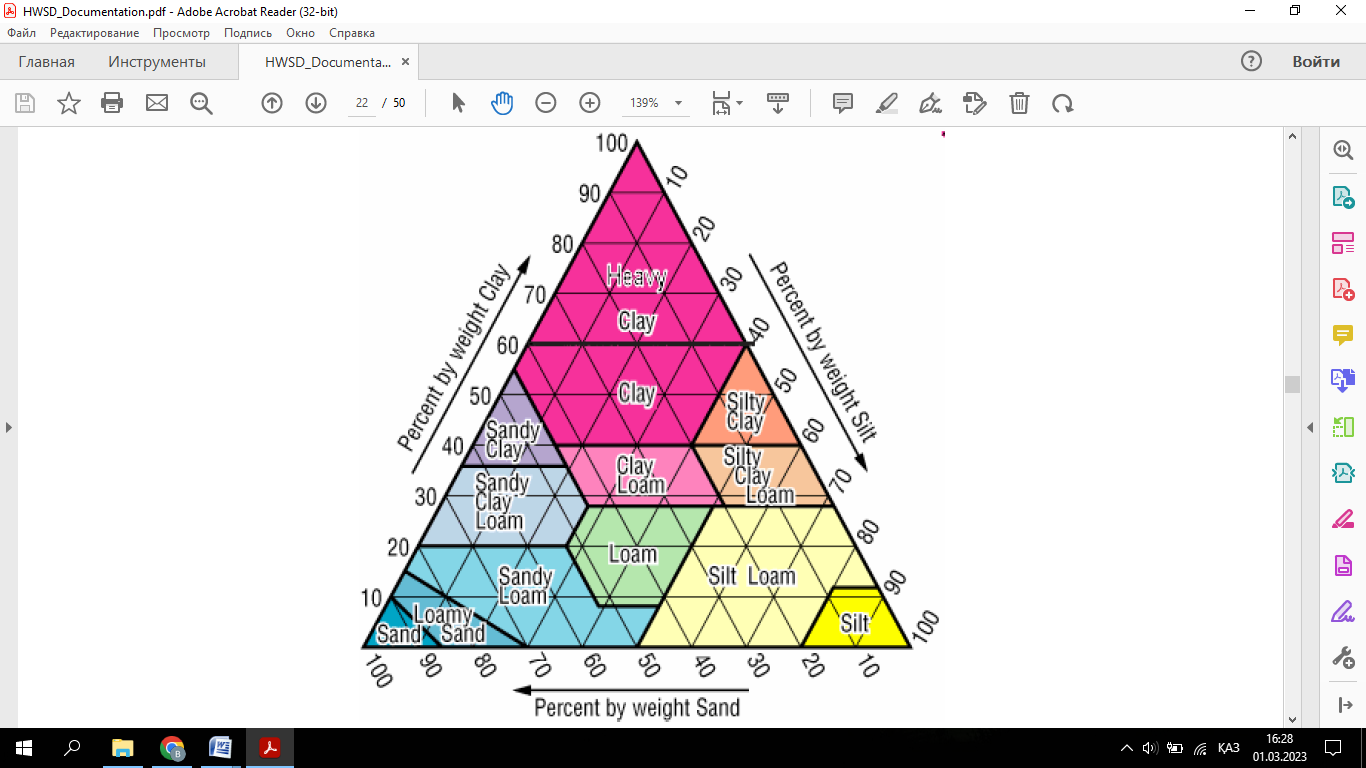 HWSD_Documentation.pdf - Adobe Acrobat Reader (32-bit)
Файл Редактирование Просмотр Подпись Окно Справка
Главная Инструменты HWSD_Documenta... × Войти
22 / 50 139%
100
90
80
70
60
50
40
30
20
10
Percent by weight Clay
10
20
30
40
50
60
70
80
90
100
Percent by weight Silt
Heavy
Clay
Clay
Silty
Clay
Sandy
Clay
Clay
Loam
Silty
Clay
Loam
Sandy
Clay
Loam
Loam
Sandy
Loam
Silt Loam
Loamy
Sand
Sand
Silt
100 90 80 70 60 50 40 30 20 10
Percent by weight Sand
ҚАЗ
16:28
01.03.2023